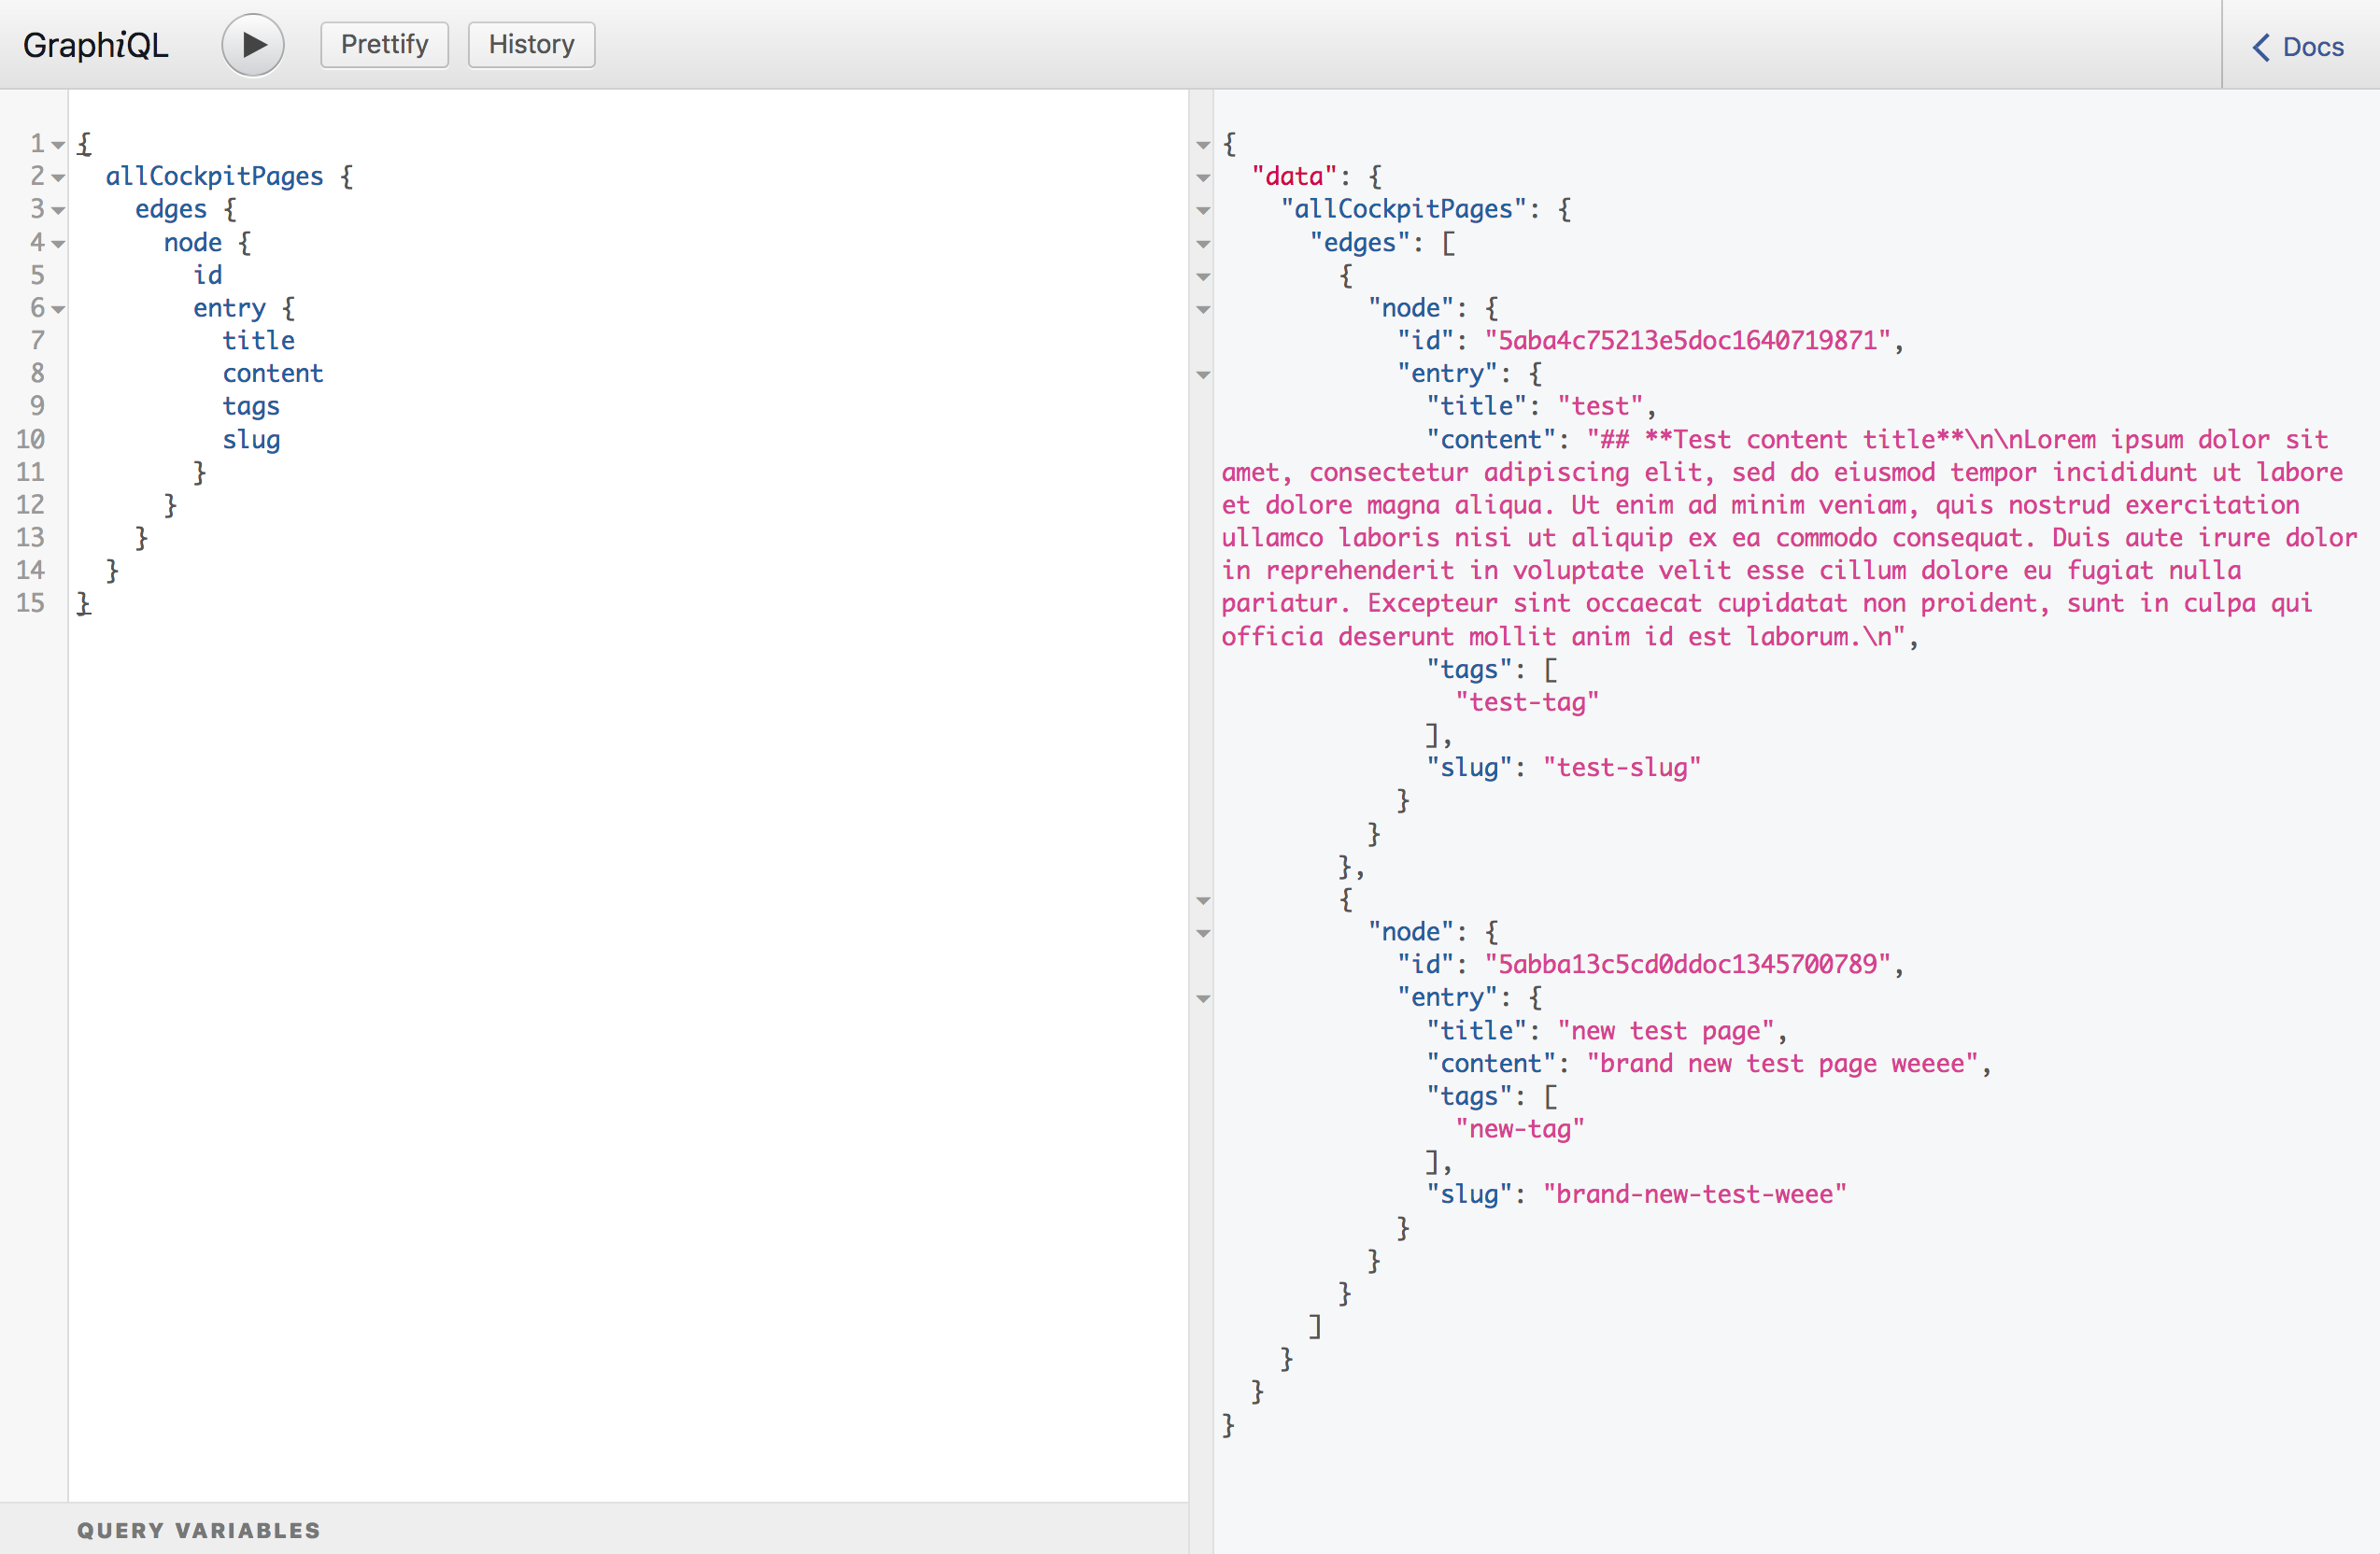 GraphiQL
Prettify
History
Docs
1 {
2 allCockpitPages {
3 edges {
4 node {
5 id
6 entry {
7 title
8 content
9 tags
10 slug
11 }
12 }
13 }
14 }
15 }
QUERY VARIABLES
{
"data": {
"allCockpitPages": {
"edges": [
{
"node": {
"id": "5aba4c75213e5doc1640719871",
"entry": {
"title": "test",
"content": "## **Test content title**\n\nLorem ipsum dolor sit
amet, consectetur adipiscing elit, sed do eiusmod tempor incididunt ut labore
et dolore magna aliqua. Ut enim ad minim veniam, quis nostrud exercitation
ullamco laboris nisi ut aliquip ex ea commodo consequat. Duis aute irure dolor
in reprehenderit in voluptate velit esse cillum dolore eu fugiat nulla
pariatur. Excepteur sint occaecat cupidatat non proident, sunt in culpa qui
officia deserunt mollit anim id est laborum.\n",
"tags": [
"test-tag"
],
"slug": "test-slug"
}
}
},
{
"node": {
"id": "5abba13c5cd0ddoc1345700789",
"entry": {
"title": "new test page",
"content": "brand new test page weeee",
"tags": [
"new-tag"
],
"slug": "brand-new-test-weee"
}
}
}
]
}
}
}